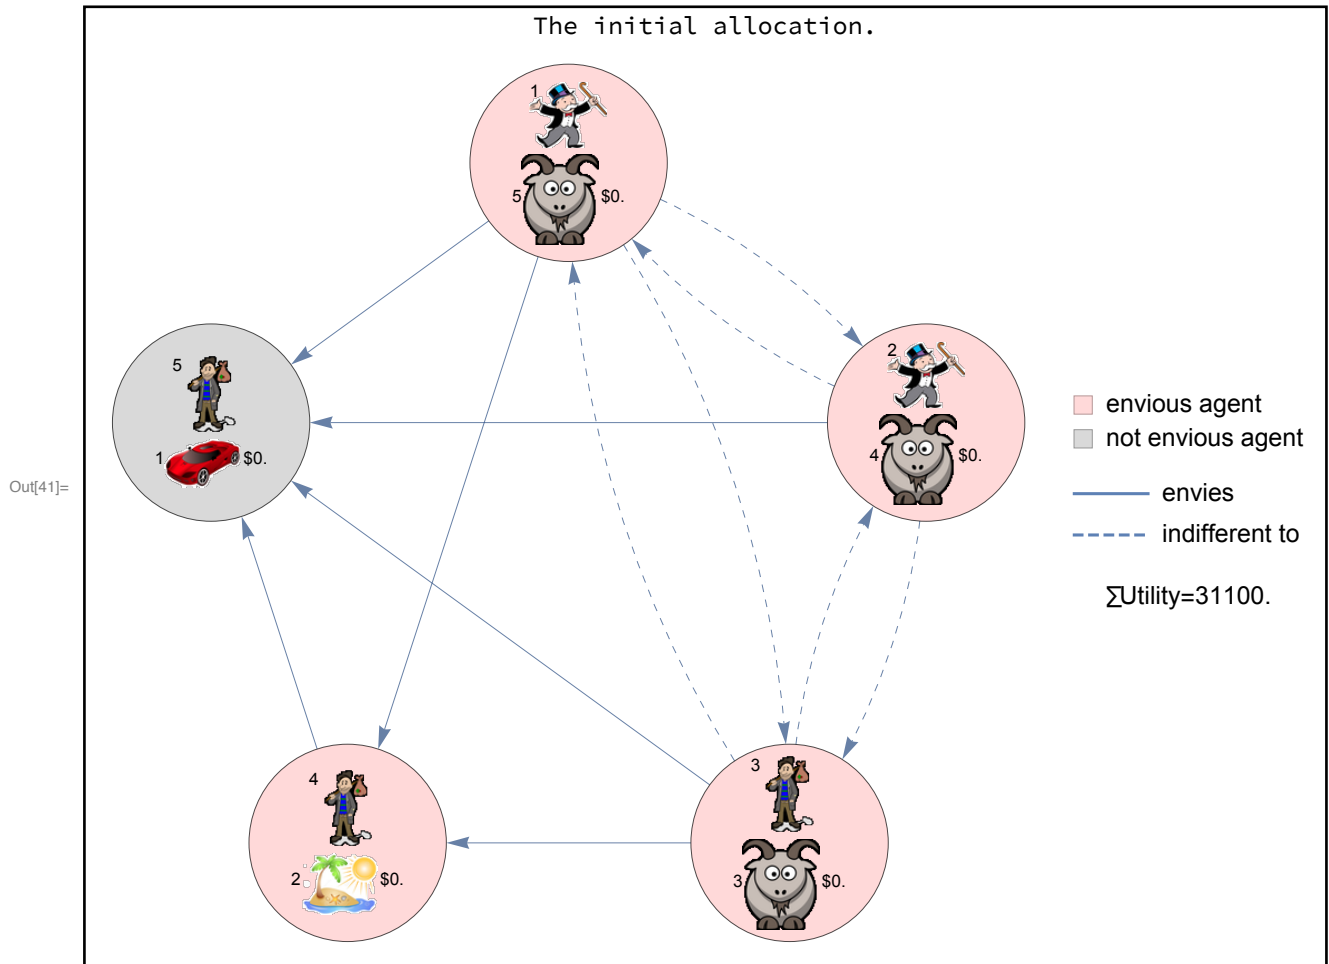 The initial allocation.
1
5 $0.
5
1 $0.
2
4 $0.
envious agent
not envious agent
Out[41]=
envies
indifferent to
∑Utility=31100.
4
2 $0.
3
3 $0.